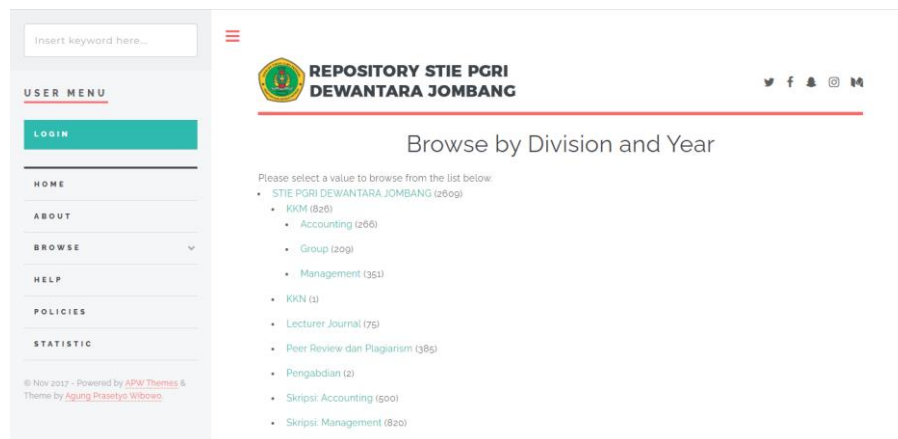 Insert keyword here...
USER MENU
LOGIN
HOME
ABOUT
BROWSE
HELP
POLICIES
STATISTIC
© Nov 2017 - Powered by APW Themes &
Theme by Agung Prasetyo Wibowo.
REPOSITORY STIE PGRI
DEWANTARA JOMBANG
Browse by Division and Year
Please select a value to browse from the list below.
• STIE PGRI DEWANTARA JOMBANG (2609)
• KKM (826)
• Accounting (266)
• Group (209)
• Management (351)
• KKN (1)
• Lecturer Journal (75)
• Peer Review dan Plagiarism (385)
• Pengabdian (2)
• Skripsi: Accounting (500)
• Skripsi: Management (820)